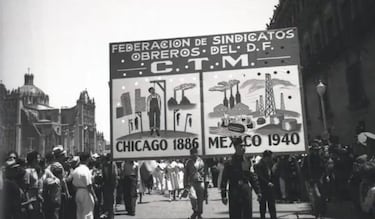 FEDERACION DE SINDICATOS
OBREROS · DEL D.F.
C.T.M.
CHICAGO 1886
MEXICO 1940